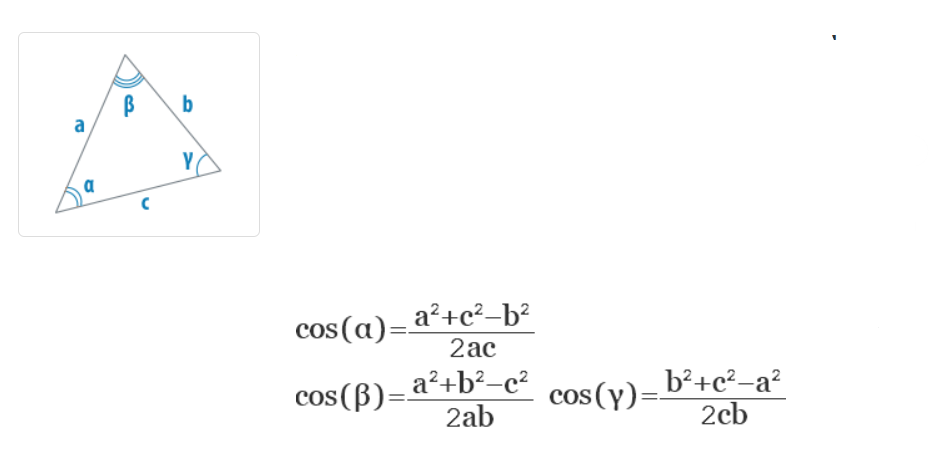 β
b
a
γ
α
c
cos(α)=a²+c²–b²/2ac
cos(β)=a²+b²–c²/2ab cos(γ)=b²+c²–a²/2cb